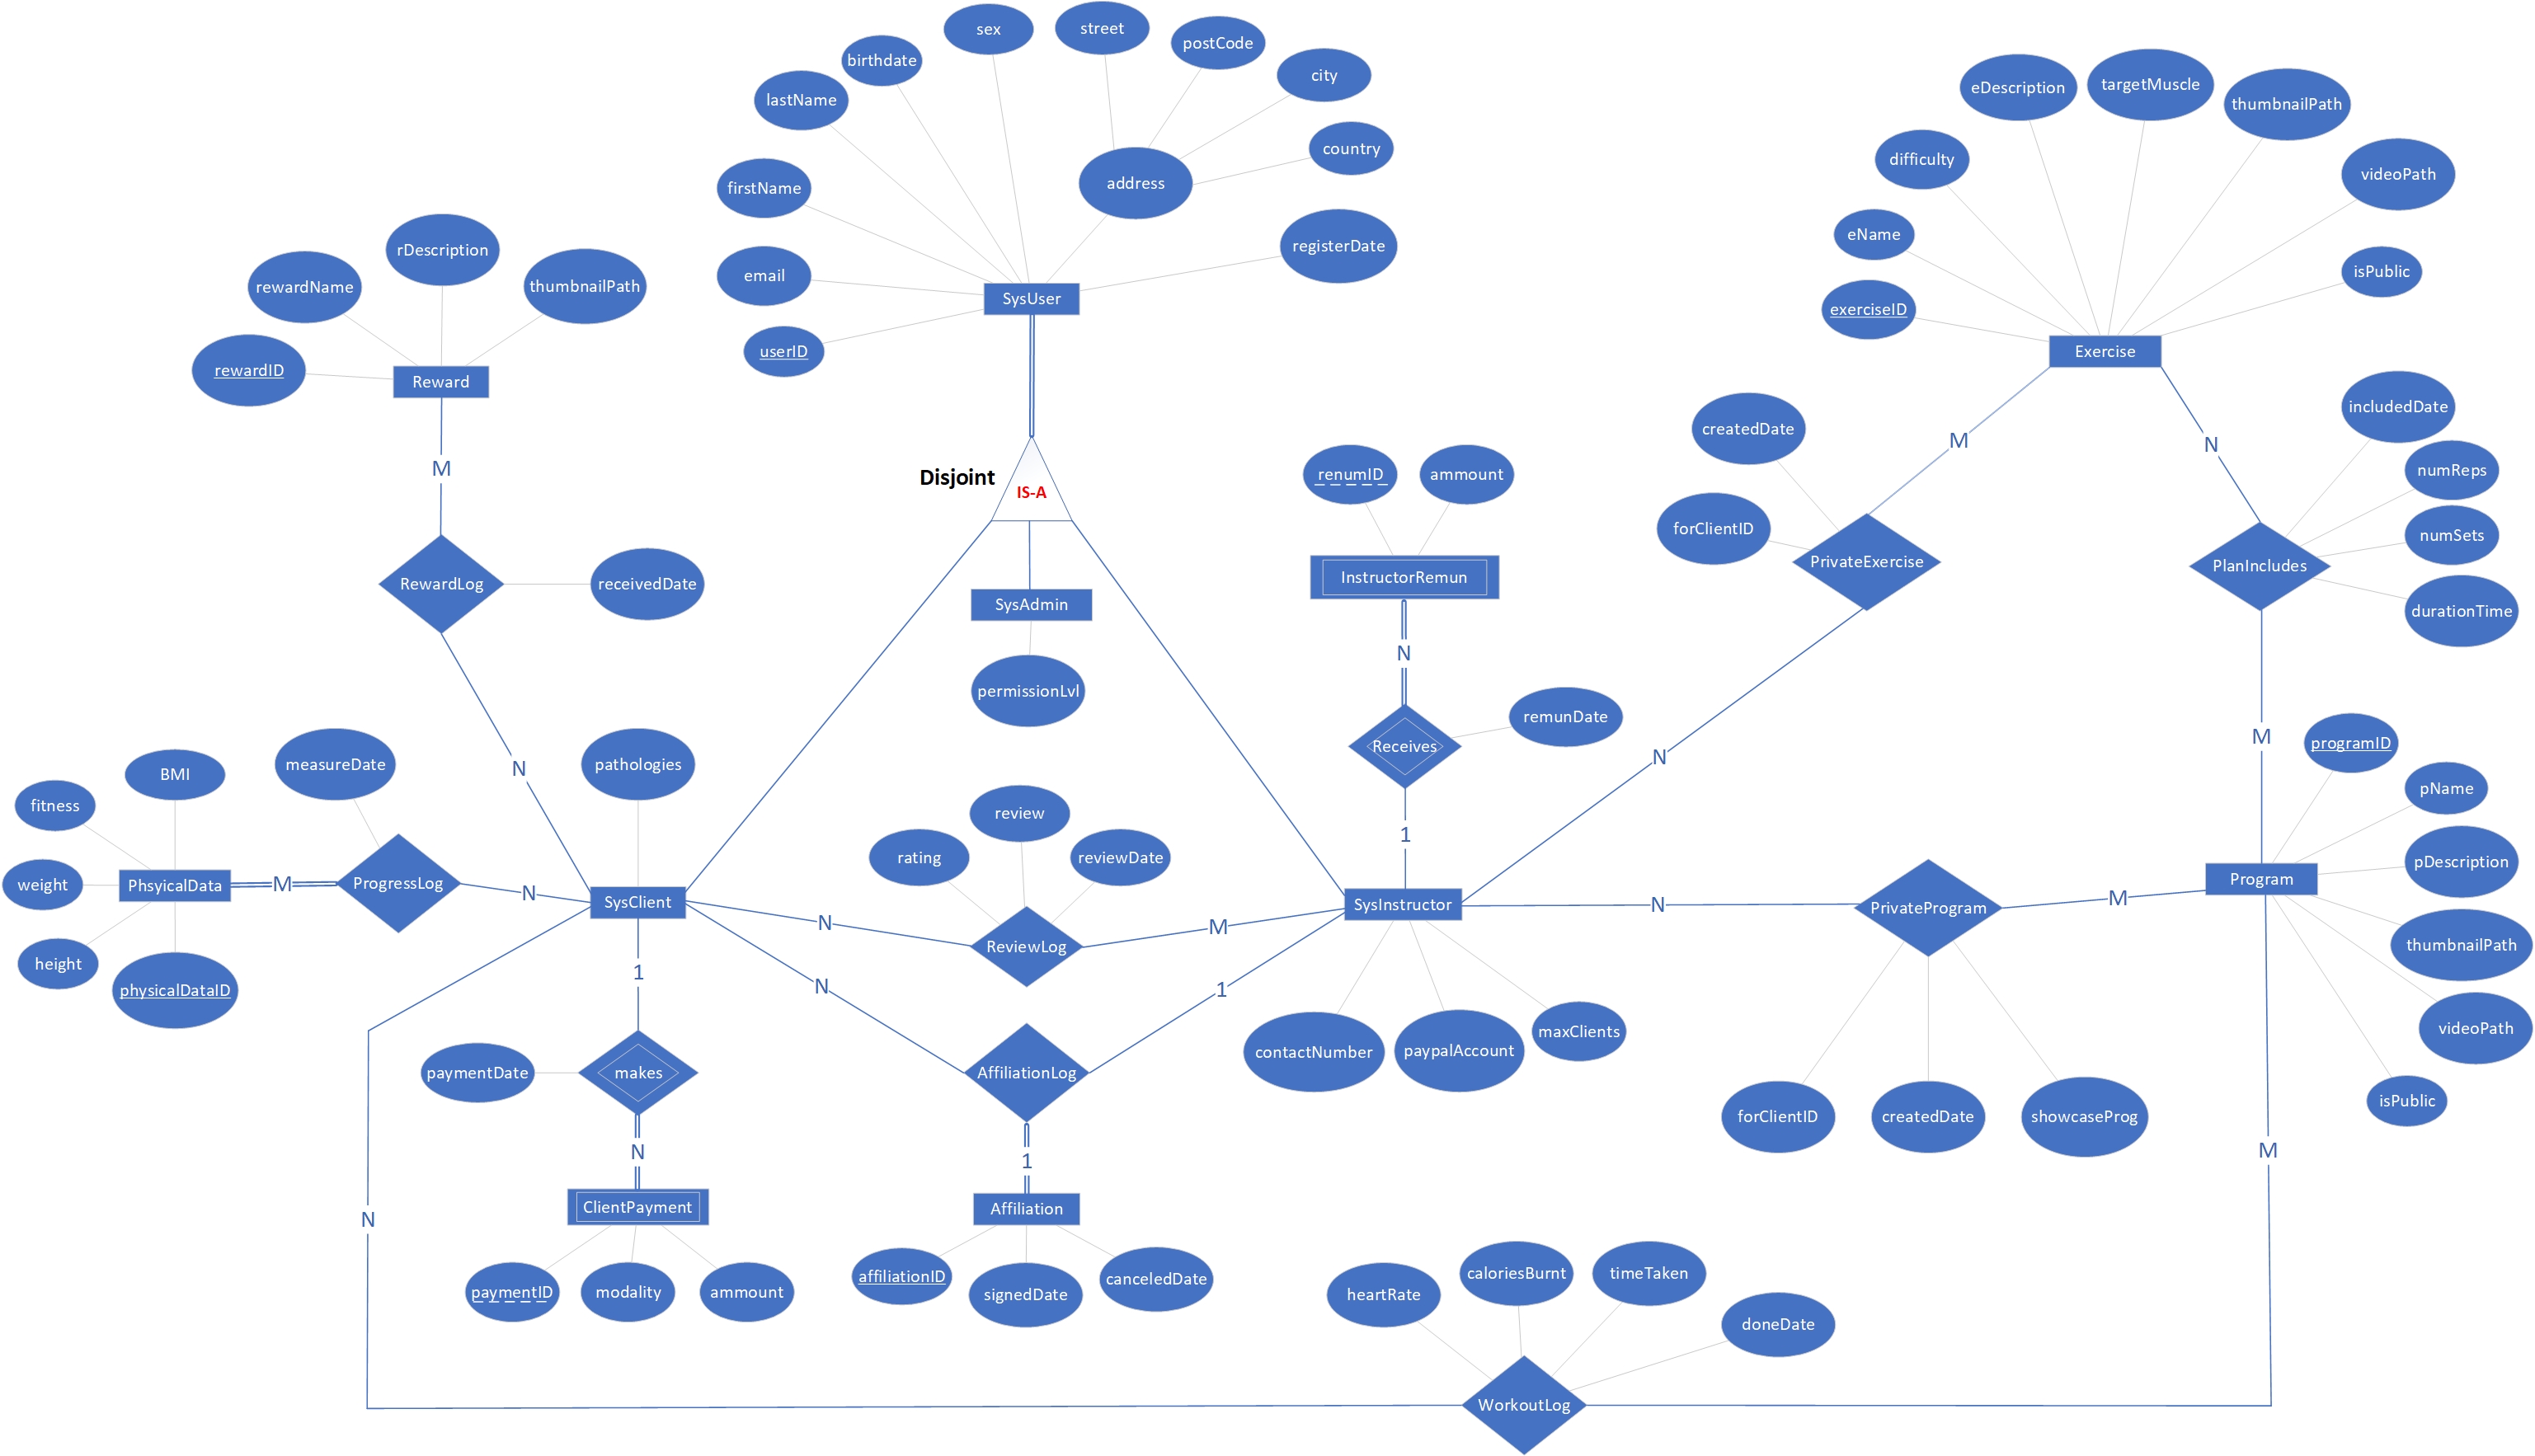 sex
street
postCode
birthdate
city
lastName
country
address
firstName
registerDate
email
SysUser
userID
eDescription
targetMuscle
thumbnailPath
difficulty
videoPath
eName
isPublic
exerciseID
Exercise
rDescription
rewardName
thumbnailPath
rewardID
Reward
M
RewardLog
receivedDate
N
Disjoint
IS-A
SysAdmin
permissionLvl
renumID
ammount
InstructorRemun
N
Receives
remunDate
1
createdDate
forClientID
M
PrivateExercise
N
N
includedDate
numReps
numSets
durationTime
PlanIncludes
M
programID
pName
pDescription
Program
thumbnailPath
videoPath
isPublic
measureDate
BMI
fitness
weight
PhsyicalData
M
ProgressLog
N
height
physicalDataID
pathologies
SysClient
review
rating
reviewDate
N
ReviewLog
M
SysInstructor
N
PrivateProgram
M
1
N
1
contactNumber
paypalAccount
maxClients
forClientID
createdDate
showcaseProg
paymentDate
makes
AffiliationLog
N
1
N
M
ClientPayment
Affiliation
paymentID
modality
ammount
affiliationID
signedDate
canceledDate
heartRate
caloriesBurnt
timeTaken
doneDate
WorkoutLog